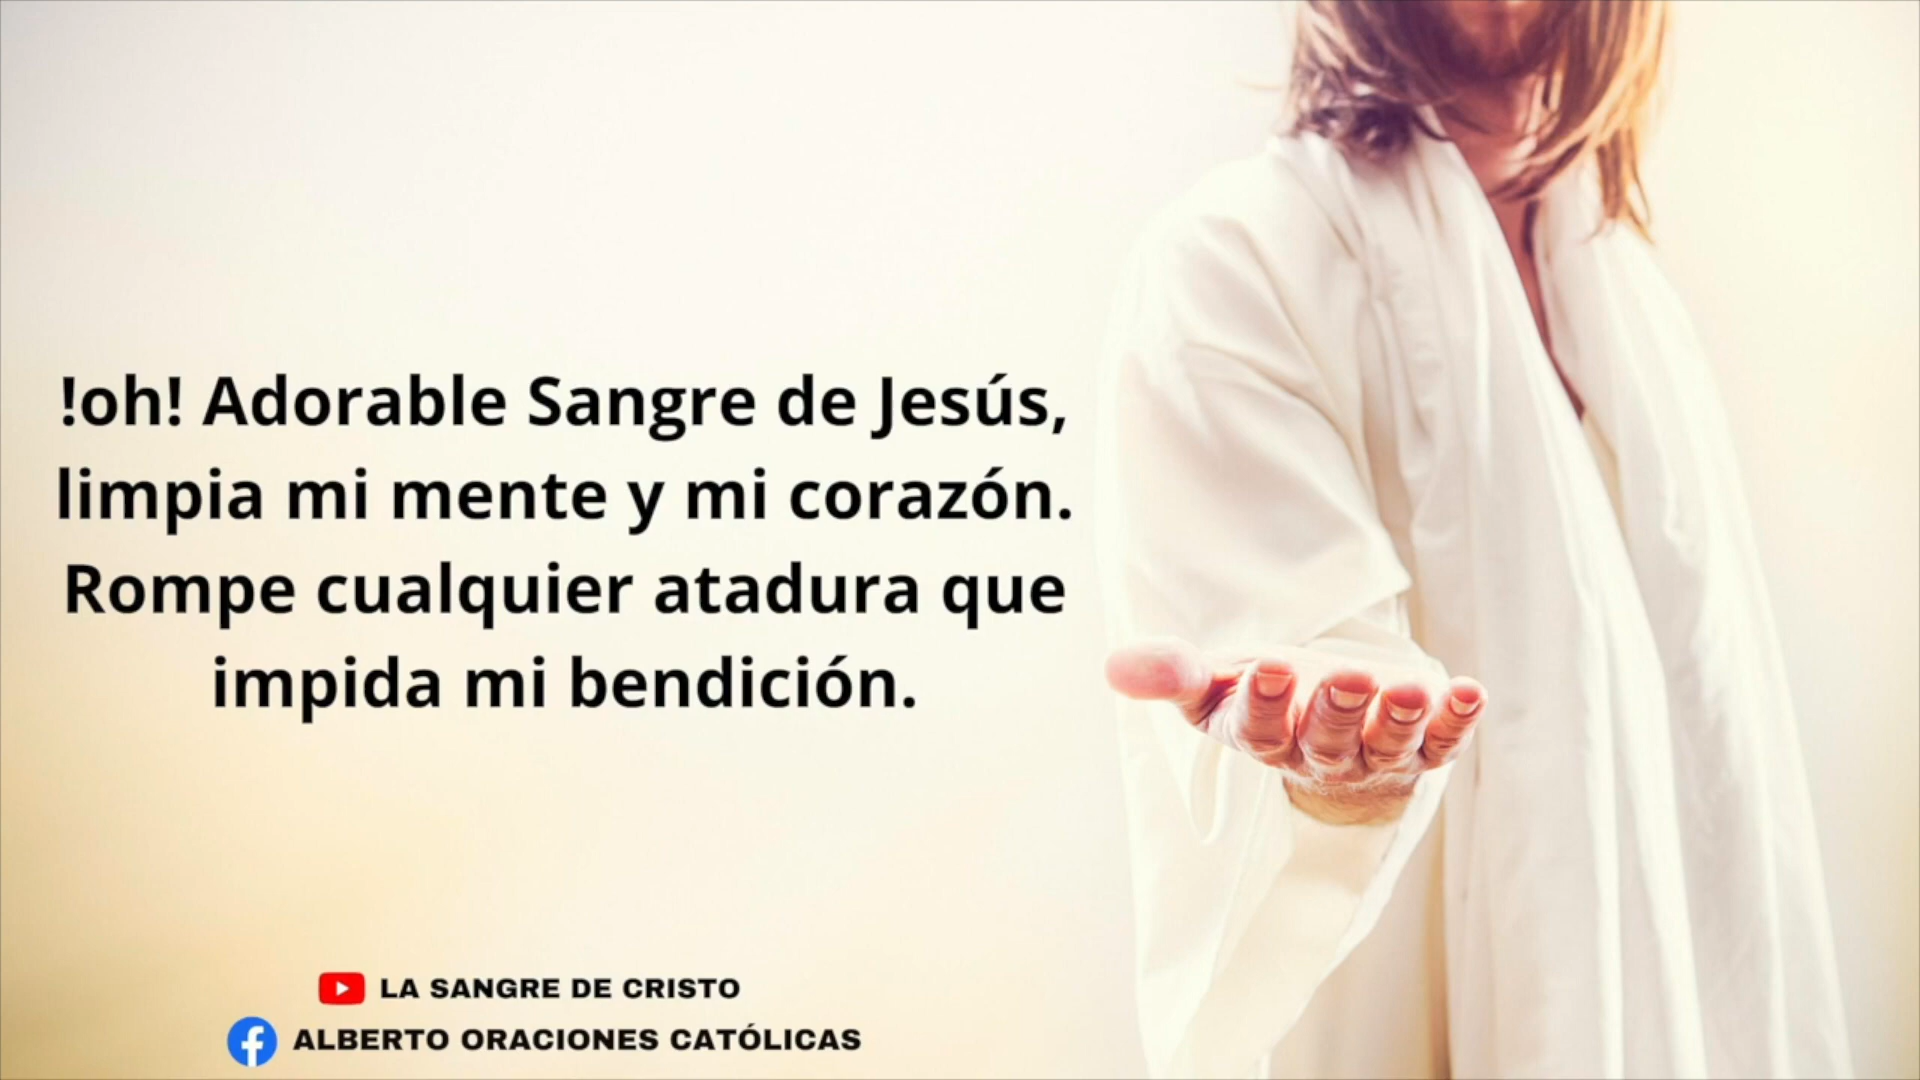 !oh! Adorable Sangre de Jesús,
limpia mi mente y mi corazón.
Rompe cualquier atadura que
impida mi bendición.
LA SANGRE DE CRISTO
ALBERTO ORACIONES CATÓLICAS